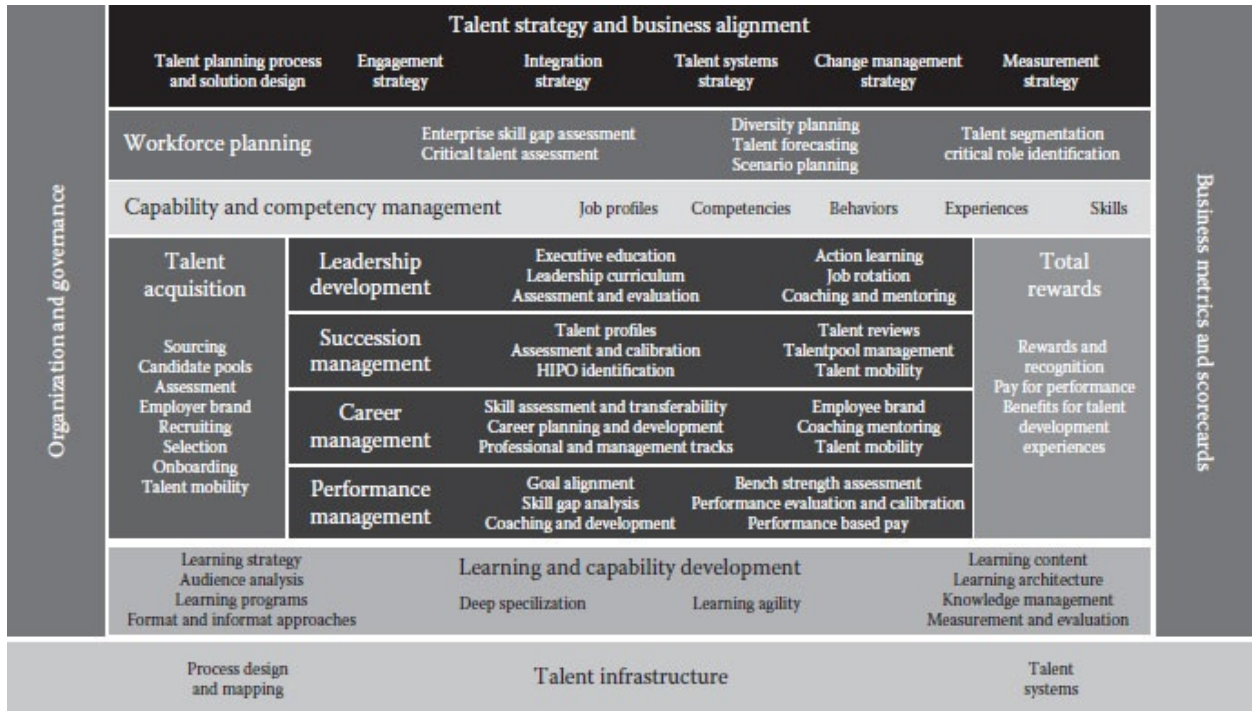 Organization and governance
Talent strategy and business alignment
Talent planning process
and solution design
Engagement
strategy
Integration
strategy
Talent systems
strategy
Change management
strategy
Measurement
strategy
Workforce planning
Enterprise skill gap assessment
Critical talent assessment
Diversity planning
Talent forecasting
Scenario planning
Talent segmentation
critical role identification
Capability and competency management
Job profiles
Competencies
Behaviors
Experiences
Skills
Talent
acquisition
Sourcing
Candidate pools
Assessment
Employer brand
Recruiting
Selection
Onboarding
Talent mobility
Leadership
development
Executive education
Leadership curriculum
Assessment and evaluation
Action learning
Job rotation
Coaching and mentoring
Succession
management
Talent profiles
Assessment and calibration
HIPO identification
Talent reviews
Talentpool management
Talent mobility
Career
management
Skill assessment and transferability
Career planning and development
Professional and management tracks
Employee brand
Coaching mentoring
Talent mobility
Performance
management
Goal alignment
Skill gap analysis
Coaching and development
Bench strength assessment
Performance evaluation and calibration
Performance based pay
Total
rewards
Rewards and
recognition
Pay for performance
Benefits for talent
development
experiences
Learning strategy
Audience analysis
Learning programs
Format and informat approaches
Learning and capability development
Deep specilization
Learning agility
Learning content
Learning architecture
Knowledge management
Measurement and evaluation
Business metrics and scorecards
Process design
and mapping
Talent infrastructure
Talent
systems